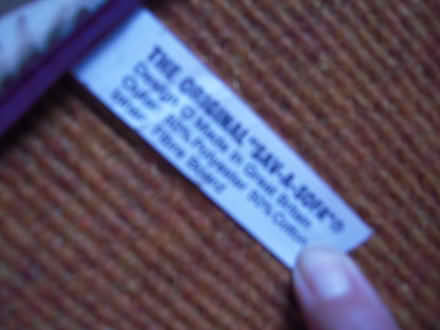 THE ORIGINAL "SAV-A-SOFA"®
Design © Made in Great Britain
Outer : 50% Polyester 50% Cotton
Inner : Fibre Board